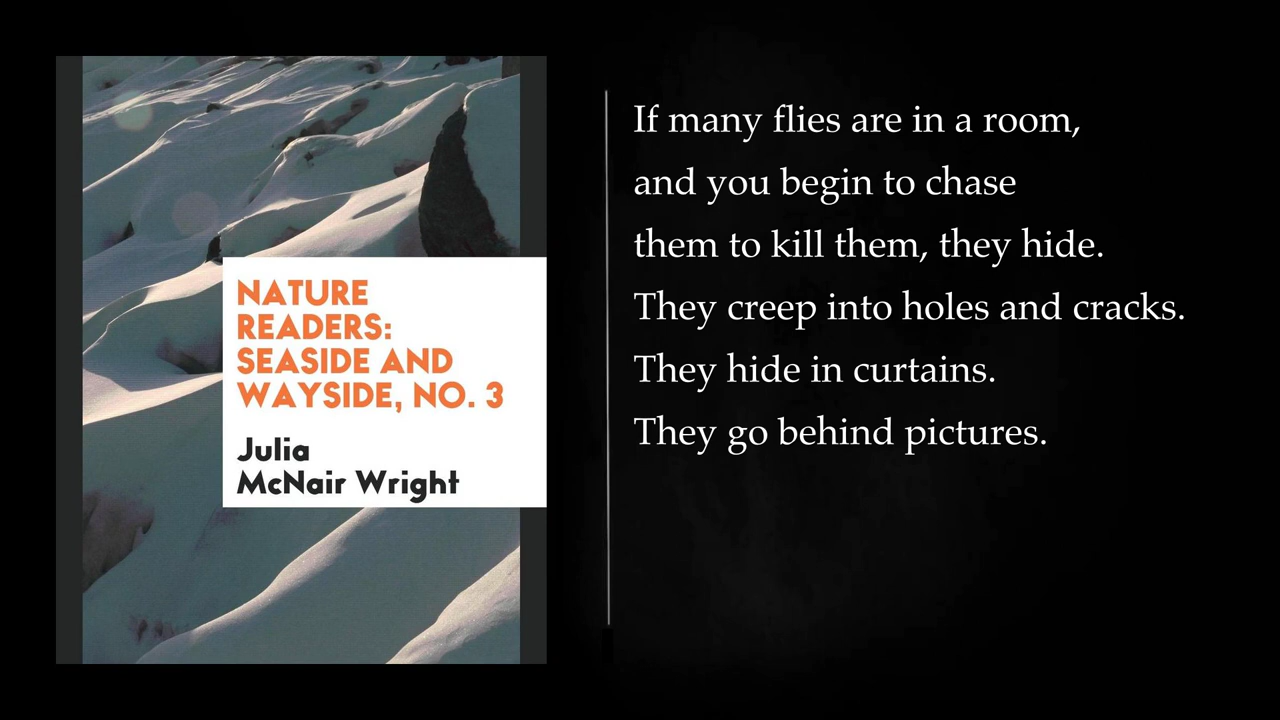 NATURE
READERS:
SEASIDE AND
WAYSIDE, NO. 3
Julia
McNair Wright
If many flies are in a room,
and you begin to chase
them to kill them, they hide.
They creep into holes and cracks.
They hide in curtains.
They go behind pictures.